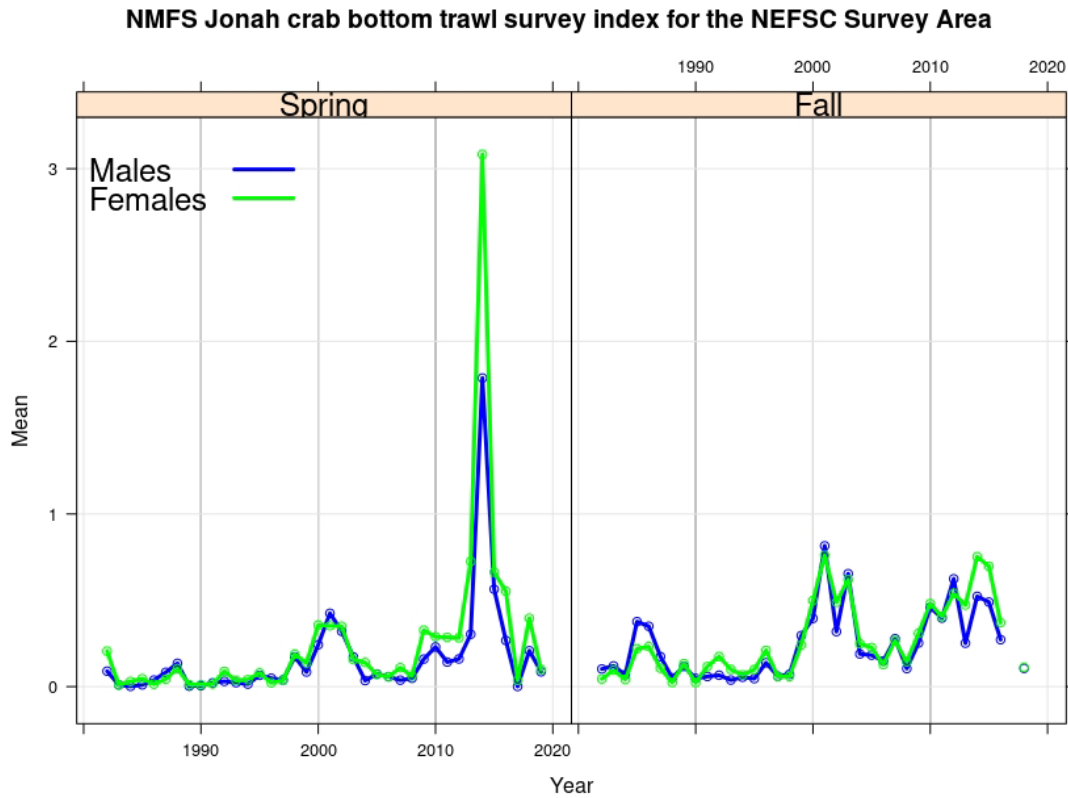 NMFS Jonah crab bottom trawl survey index for the NEFSC Survey Area
1990 2000 2010 2020
Spring Fall
3
Males
Females
2
1
0
Mean
1990 2000 2010 2020
Year